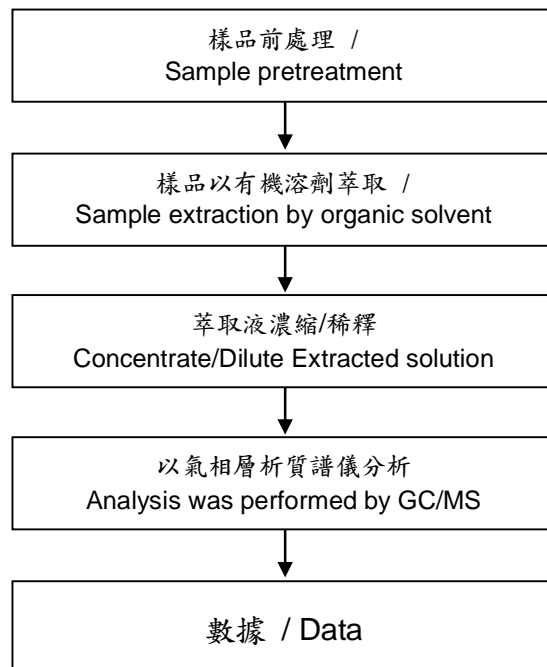 樣品前處理 /
Sample pretreatment
樣品以有機溶劑萃取 /
Sample extraction by organic solvent
萃取液濃縮/稀釋
Concentrate/Dilute Extracted solution
以氣相層析質譜儀分析
Analysis was performed by GC/MS
數據 / Data